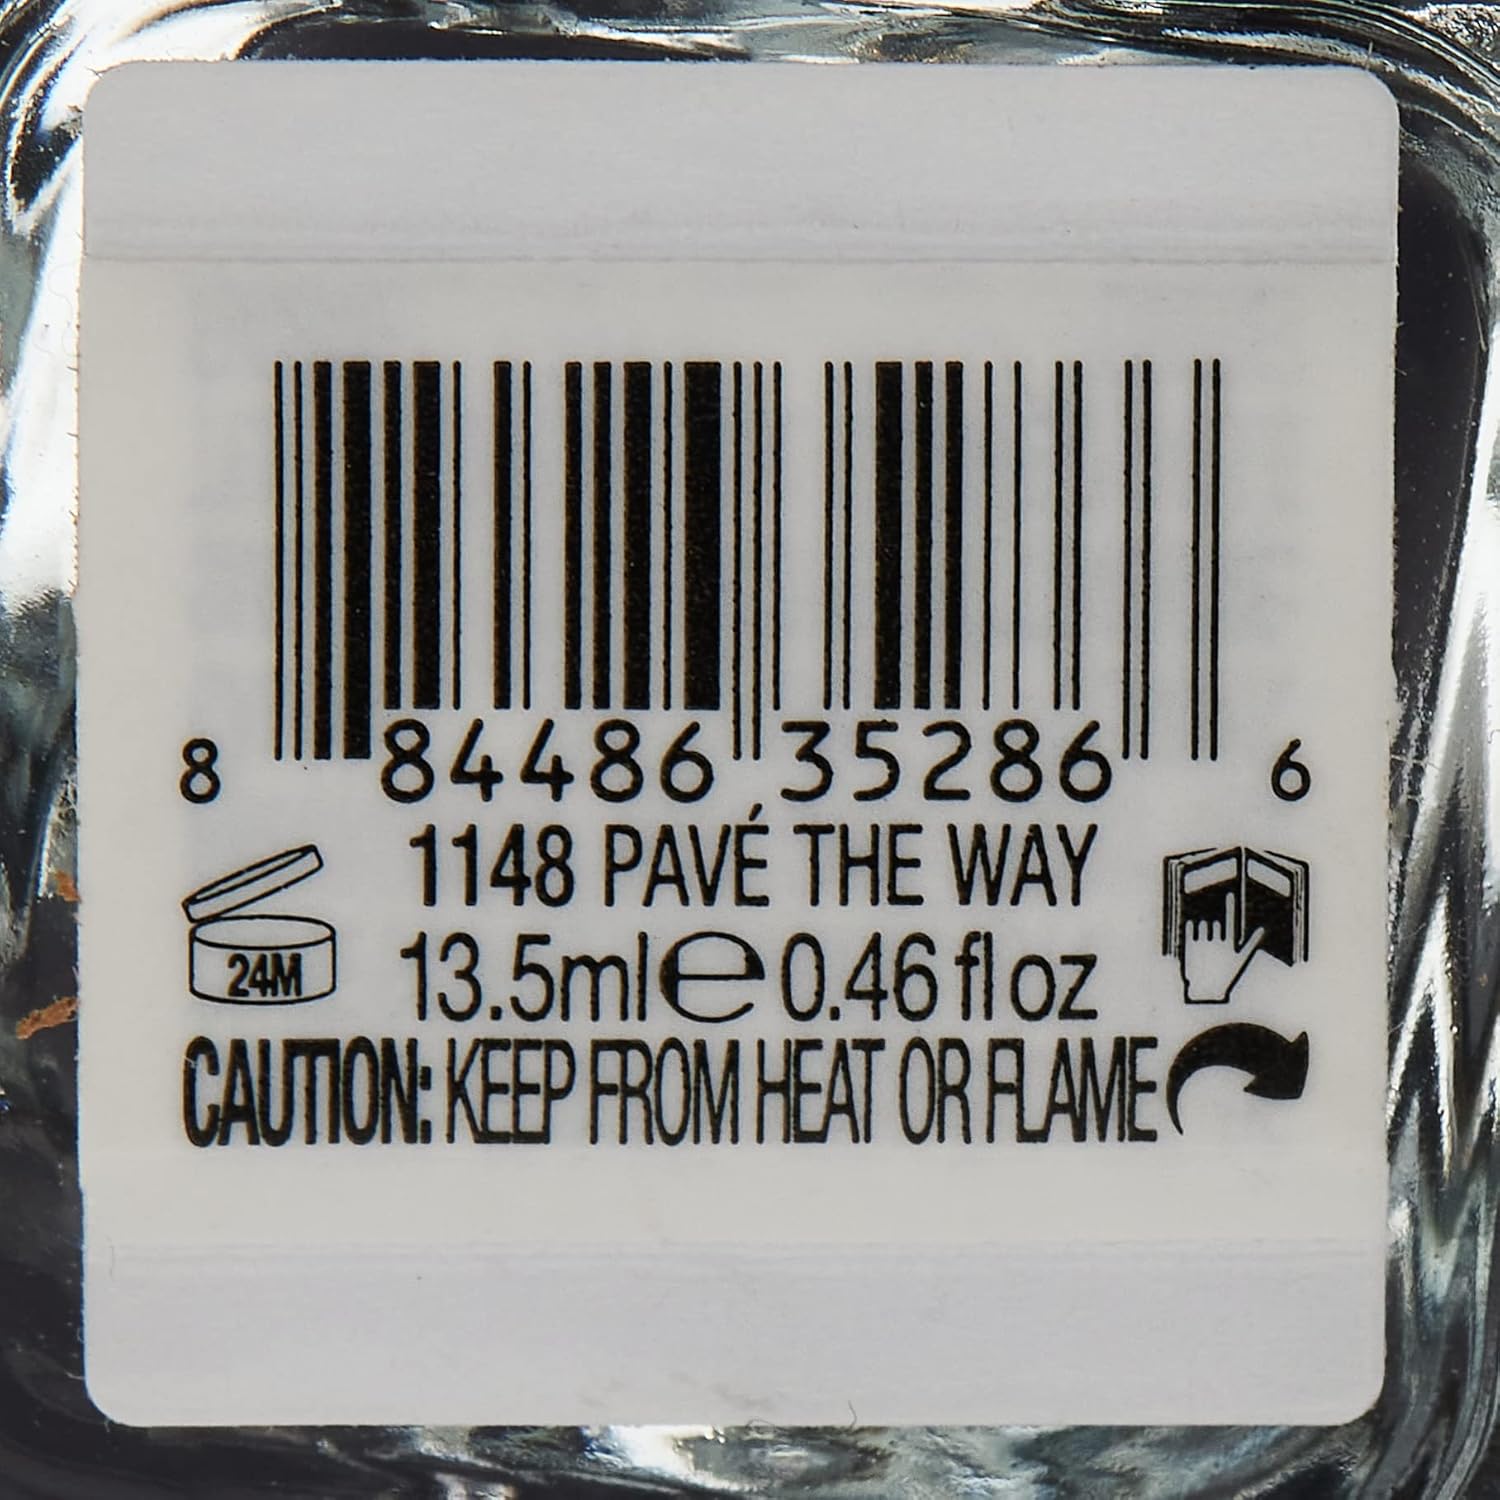 8 84486 35286 6
1148 PAVÉ THE WAY
24M
13.5ml e 0.46 fl oz
CAUTION: KEEP FROM HEAT OR FLAME